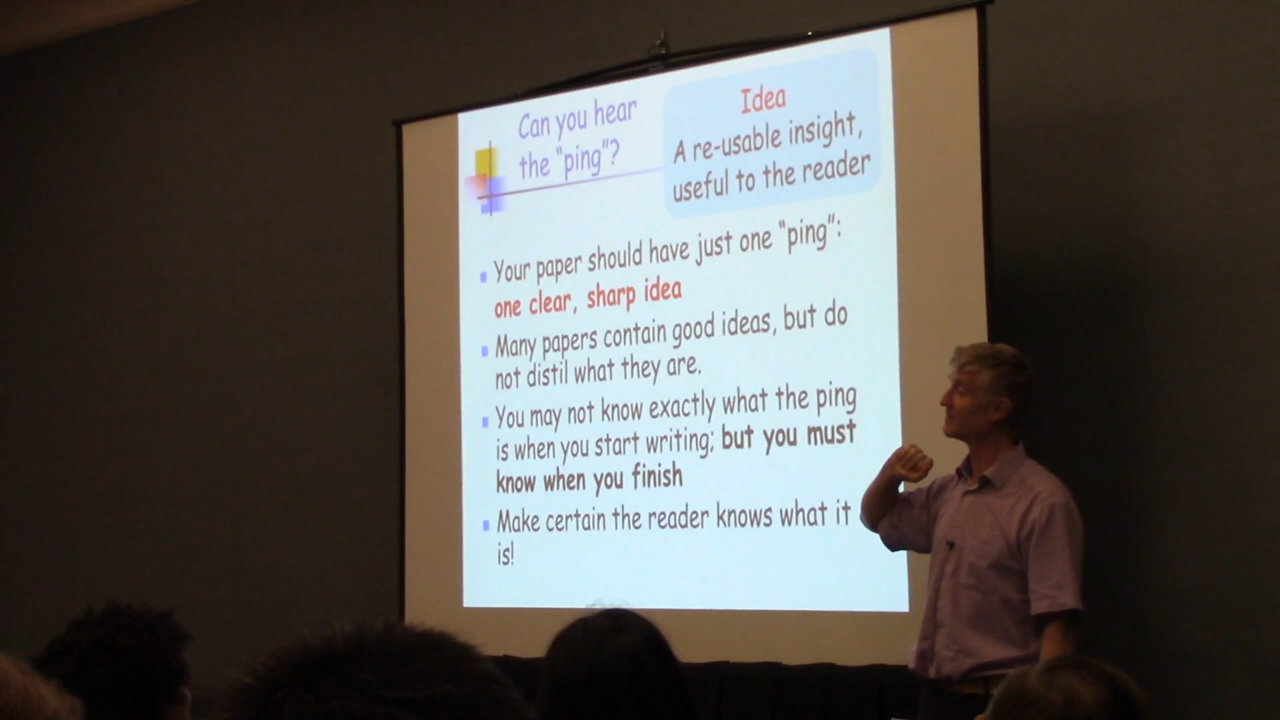 Can you hear
the “ping”?
Idea
A re-usable insight,
useful to the reader
Your paper should have just one “ping”:
one clear, sharp idea
Many papers contain good ideas, but do
not distil what they are.
You may not know exactly what the ping
is when you start writing; but you must
know when you finish
Make certain the reader knows what it
is!